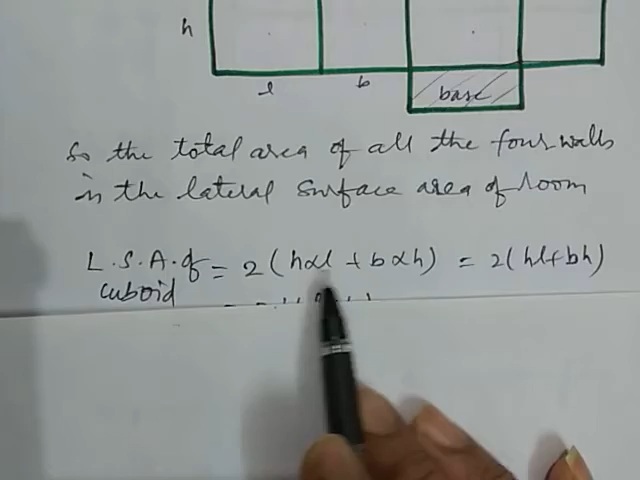 h
l b base
So the total area of all the four walls
is the lateral surface area of room
L.S.A. of = 2 (h×l + b×h) = 2(hl+bh)
cuboid